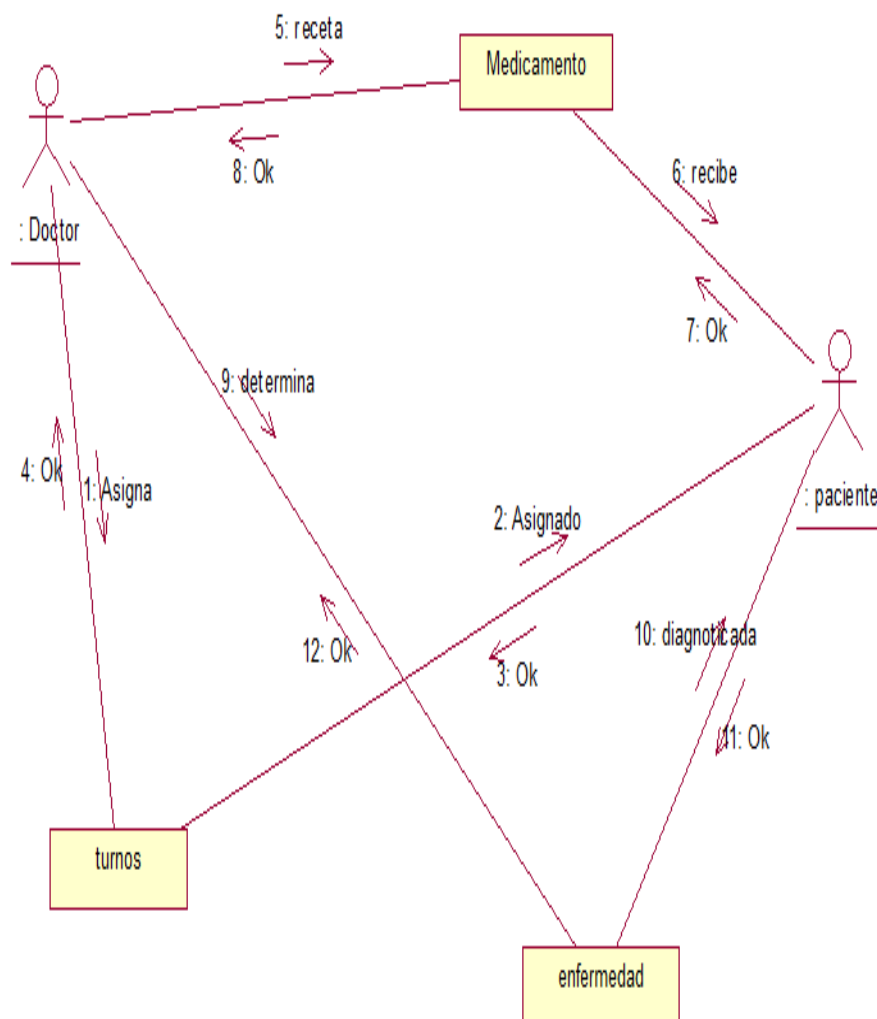 5: receta
Medicamento
8: Ok
6: recibe
: Doctor
7: Ok
9: determina
4: Ok
1: Asigna
: paciente
2: Asignado
12: Ok
10: diagnoticada
3: Ok
11: Ok
turnos
enfermedad